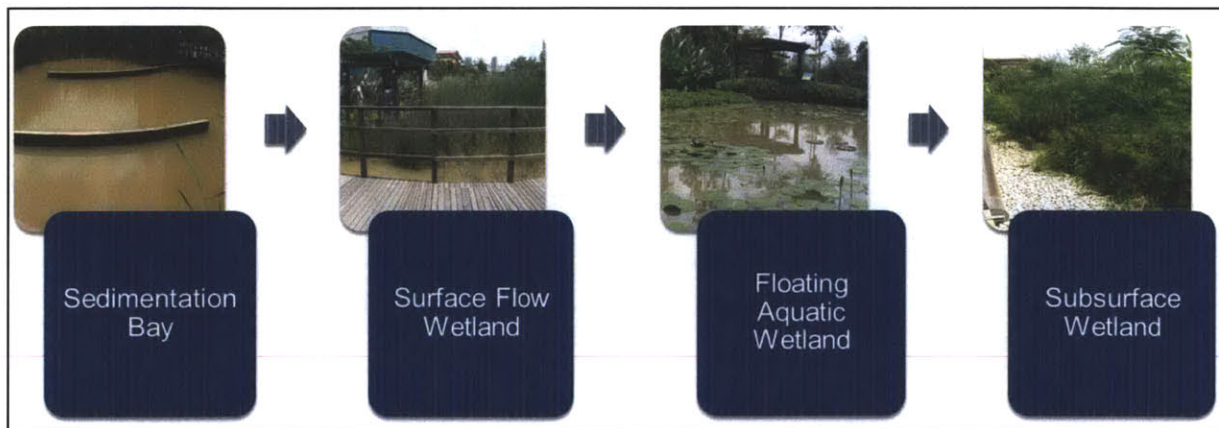 Sedimentation
Bay
Surface Flow
Wetland
Floating
Aquatic
Wetland
Subsurface
Wetland